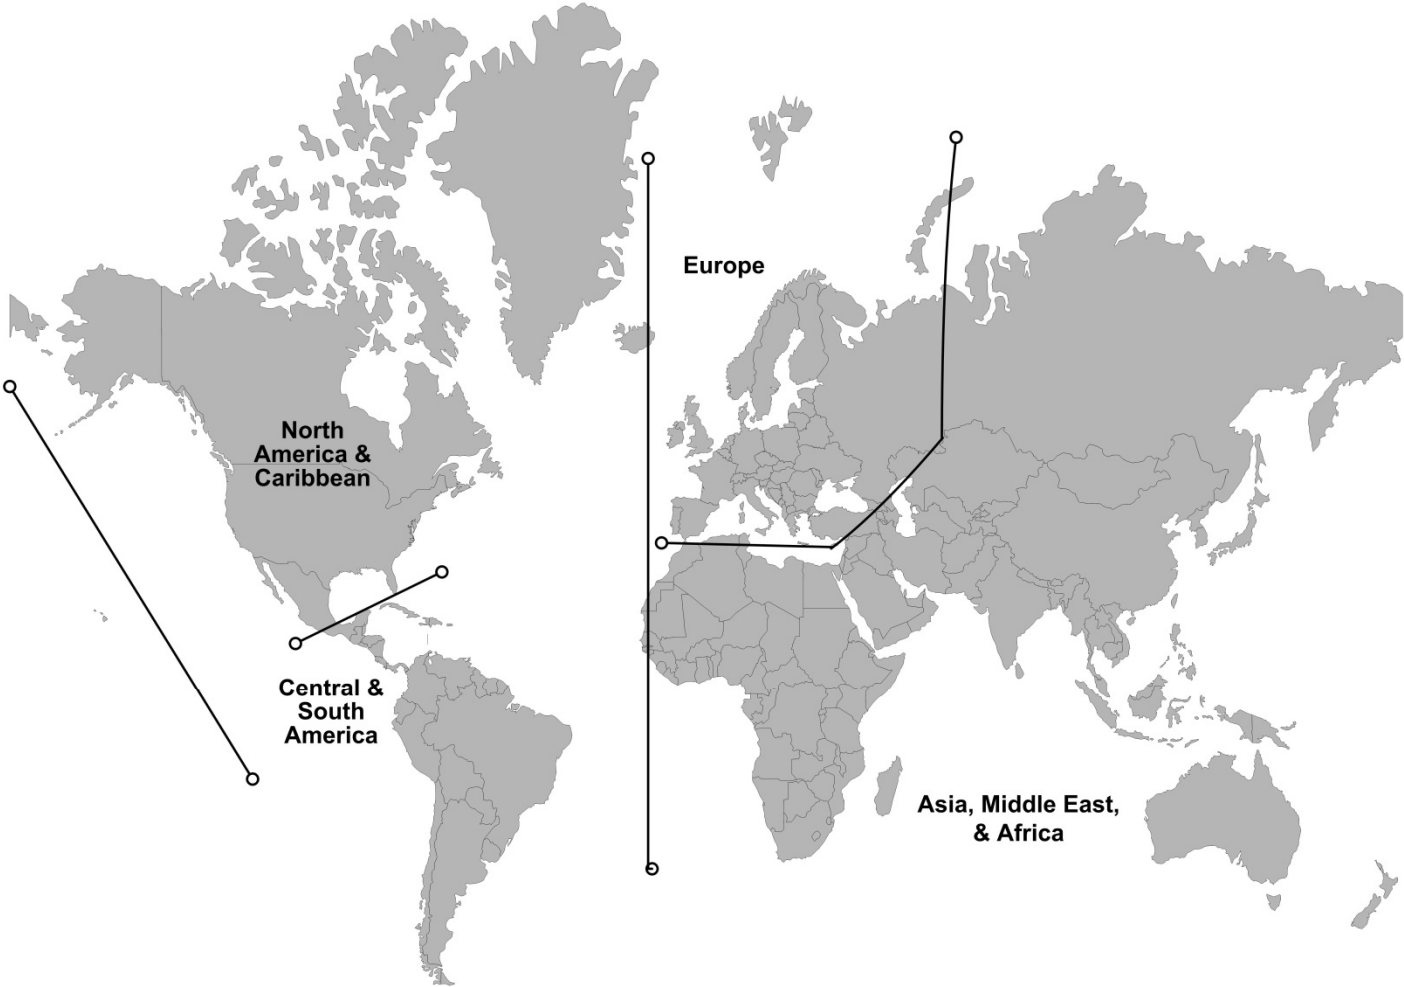 Europe
North
America &
Caribbean
Central &
South
America
Asia, Middle East,
& Africa